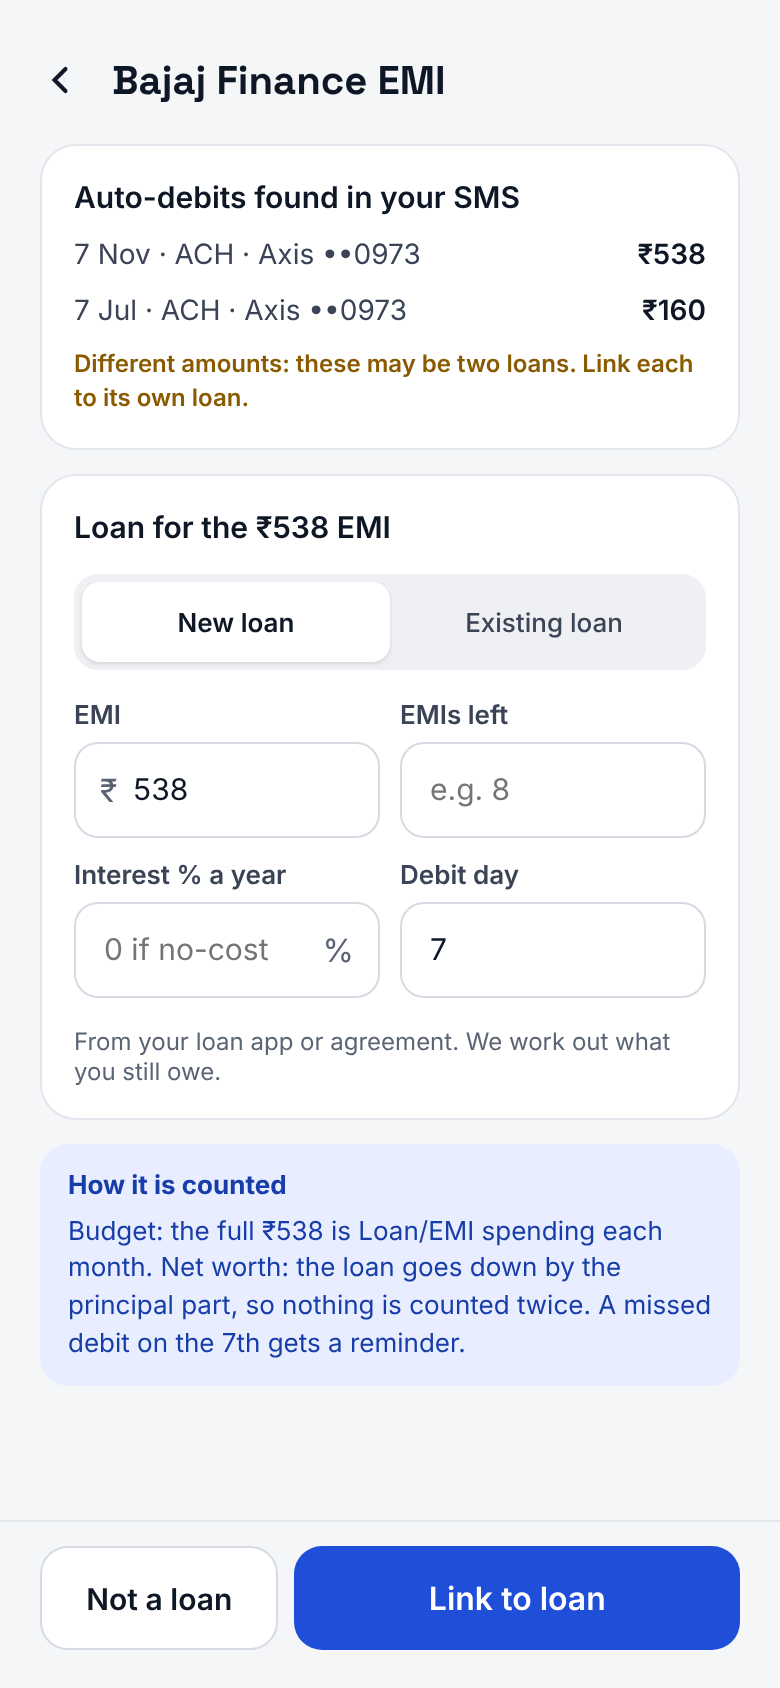 Bajaj Finance EMI
Auto-debits found in your SMS
7 Nov · ACH · Axis ••0973 ₹538
7 Jul · ACH · Axis ••0973 ₹160
Different amounts: these may be two loans. Link each
to its own loan.
Loan for the ₹538 EMI
New loan Existing loan
EMI EMIs left
₹ 538 e.g. 8
Interest % a year Debit day
0 if no-cost % 7
From your loan app or agreement. We work out what
you still owe.
How it is counted
Budget: the full ₹538 is Loan/EMI spending each
month. Net worth: the loan goes down by the
principal part, so nothing is counted twice. A missed
debit on the 7th gets a reminder.
Not a loan Link to loan